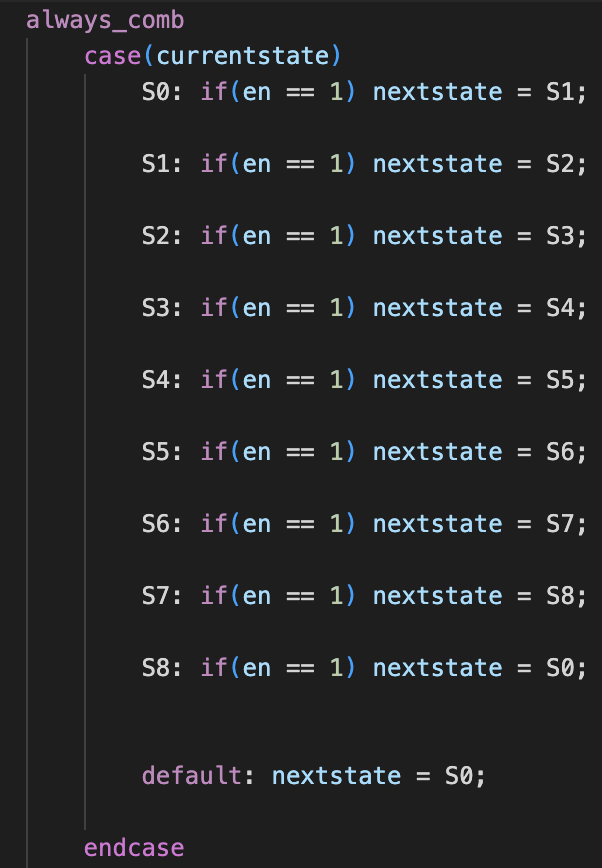 always_comb
case(currentstate)
S0: if(en == 1) nextstate = S1;
S1: if(en == 1) nextstate = S2;
S2: if(en == 1) nextstate = S3;
S3: if(en == 1) nextstate = S4;
S4: if(en == 1) nextstate = S5;
S5: if(en == 1) nextstate = S6;
S6: if(en == 1) nextstate = S7;
S7: if(en == 1) nextstate = S8;
S8: if(en == 1) nextstate = S0;
default: nextstate = S0;
endcase